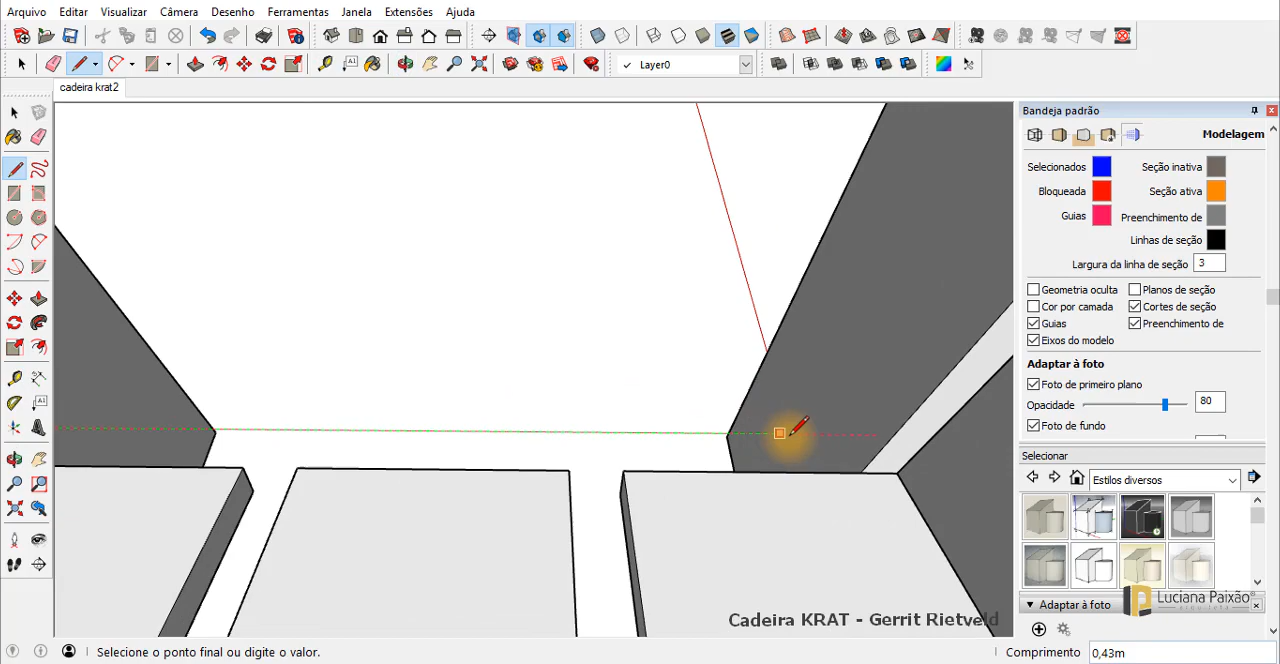 Arquivo Editar Visualizar Câmera Desenho Ferramentas Janela Extensões Ajuda
Layer0
cadeira krat2
Bandeja padrão
Modelagem
Selecionados Seção inativa
Bloqueada Seção ativa
Guias Preenchimento de
Linhas de seção
Largura da linha de seção 3
Geometria oculta Planos de seção
Cor por camada Cortes de seção
Guias Preenchimento de
Eixos do modelo
Adaptar à foto
Foto de primeiro plano
Opacidade 80
Foto de fundo
Selecionar
Estilos diversos
Adaptar à foto
Luciana Paixão®
arquiteta
Cadeira KRAT - Gerrit Rietveld
Selecione o ponto final ou digite o valor.
Comprimento 0,43m